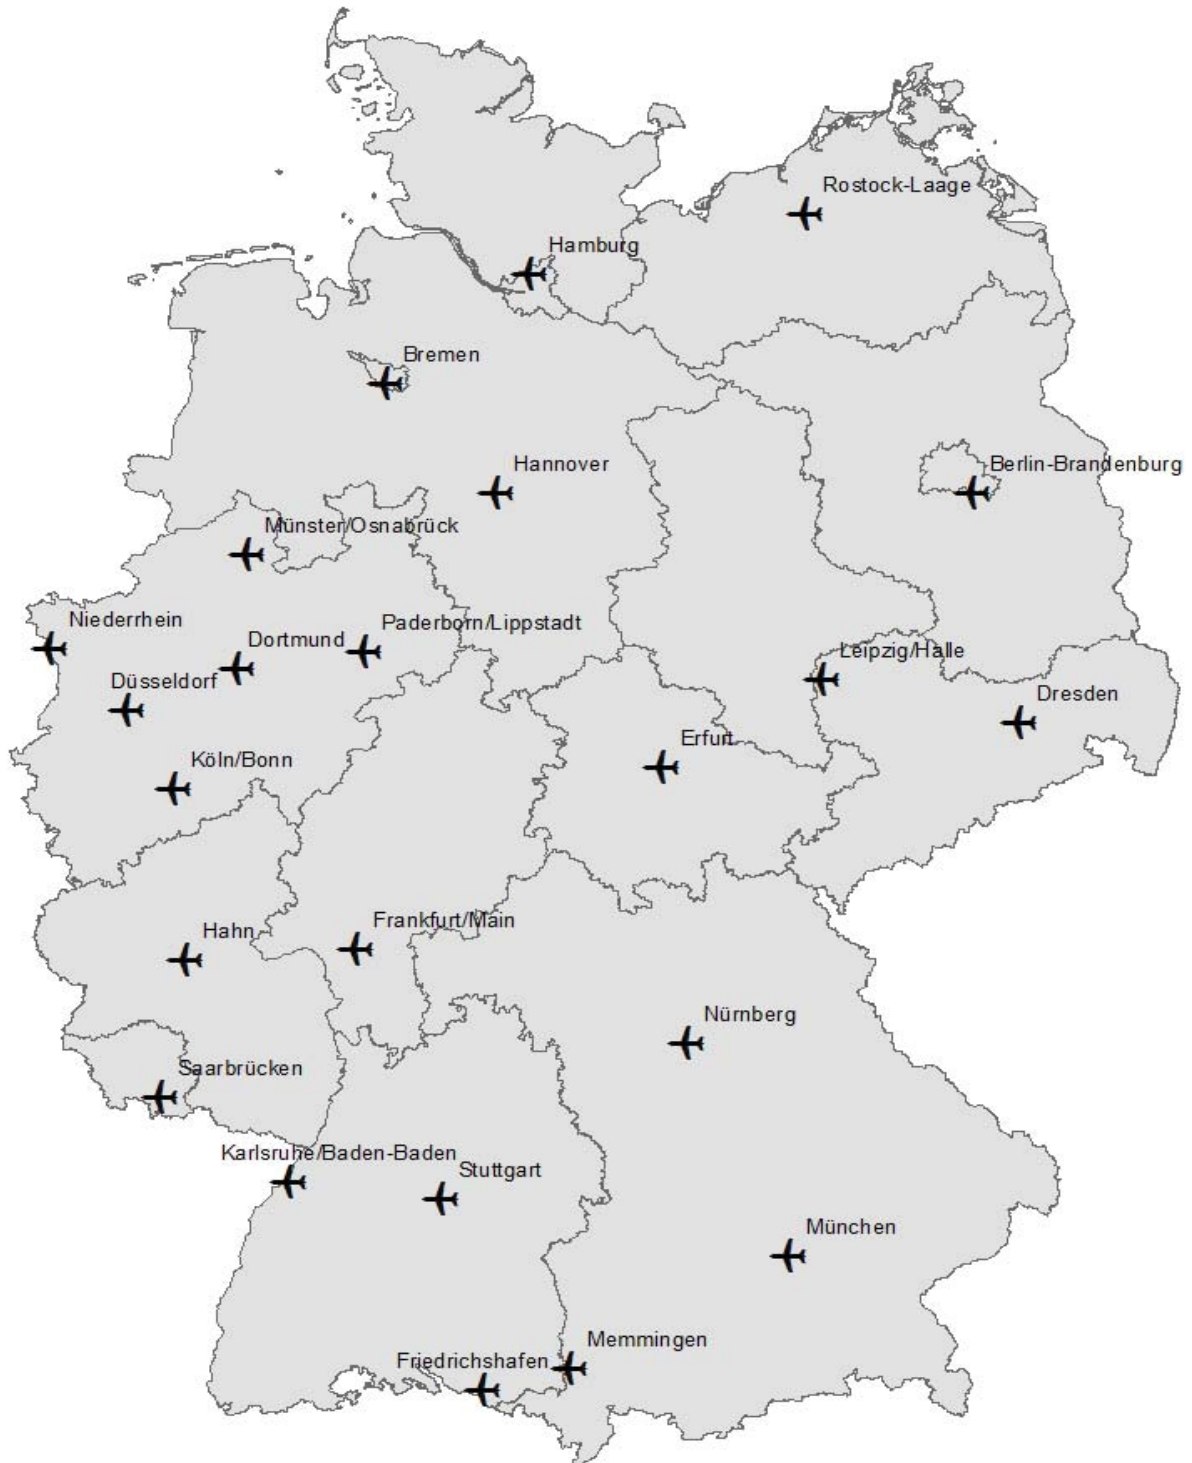 Rostock-Laage
Hamburg
Bremen
Hannover
Berlin-Brandenburg
Münster/Osnabrück
Niederrhein
Paderborn/Lippstadt
Dortmund
Leipzig/Halle
Düsseldorf
Dresden
Erfurt
Köln/Bonn
Frankfurt/Main
Hahn
Nürnberg
Saarbrücken
Karlsruhe/Baden-Baden
Stuttgart
München
Memmingen
Friedrichshafen